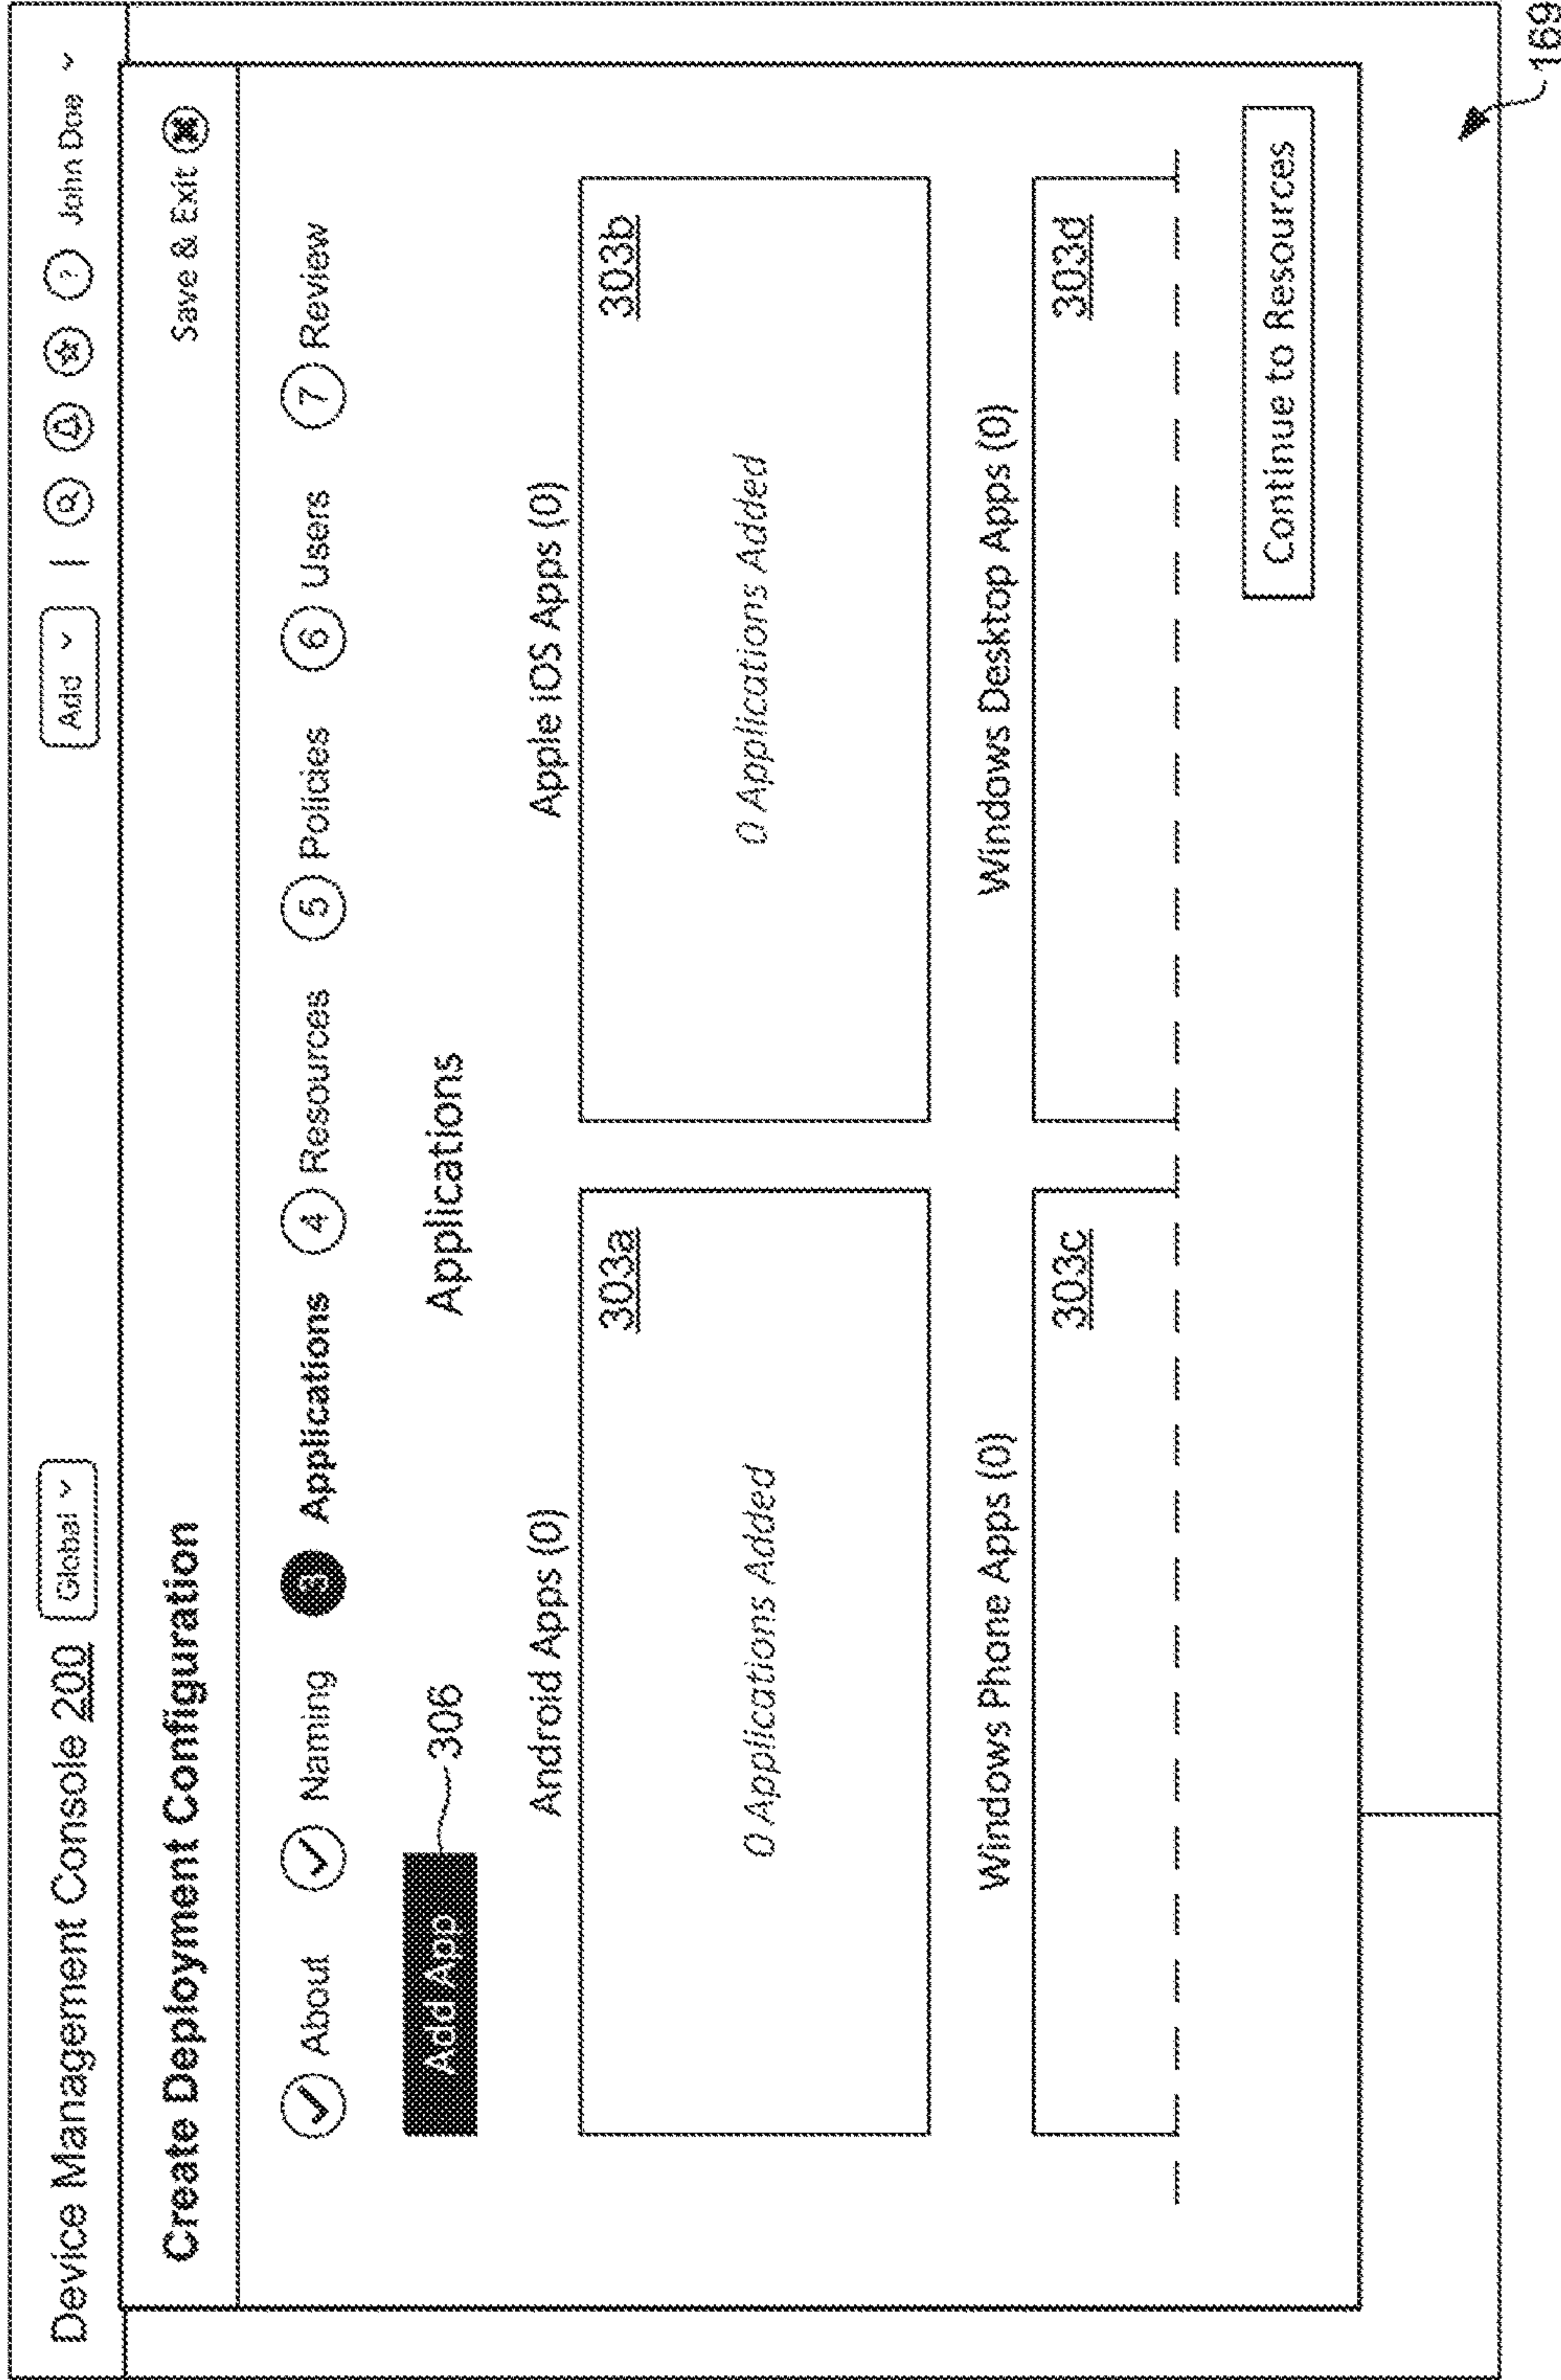 Device Management Console 200 Global Add | ? John Doe
Create Deployment Configuration Save & Exit
About Naming 3 Applications 4 Resources 5 Policies 6 Users 7 Review
Add App 306 Applications
Android Apps (0) Apple iOS Apps (0)
303a 303b
0 Applications Added 0 Applications Added
Windows Phone Apps (0) Windows Desktop Apps (0)
303c 303d
Continue to Resources
169